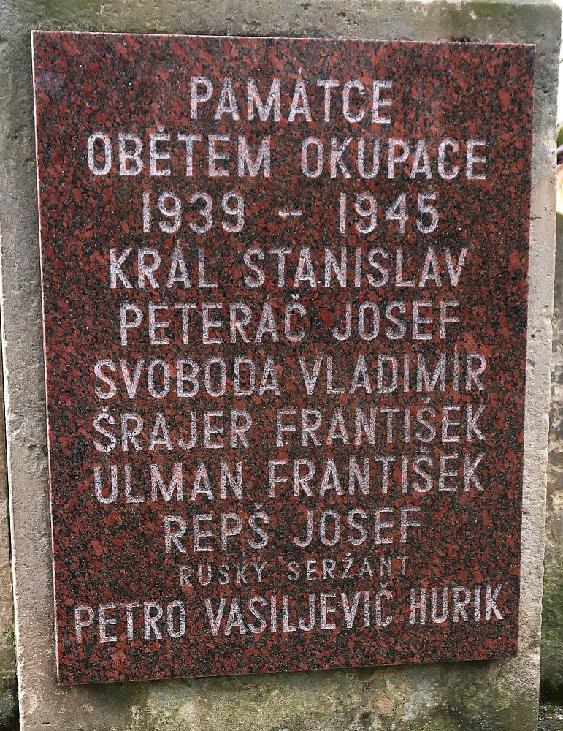 PAMÁTCE
OBĚTEM OKUPACE
1939 - 1945
KRÁL STANISLAV
PETERAČ JOSEF
SVOBODA VLADIMÍR
ŠRAJER FRANTIŠEK
ULMAN FRANTIŠEK
REPŠ JOSEF
RUSKÝ SERŽANT
PETRO VASILJEVIČ HURIK